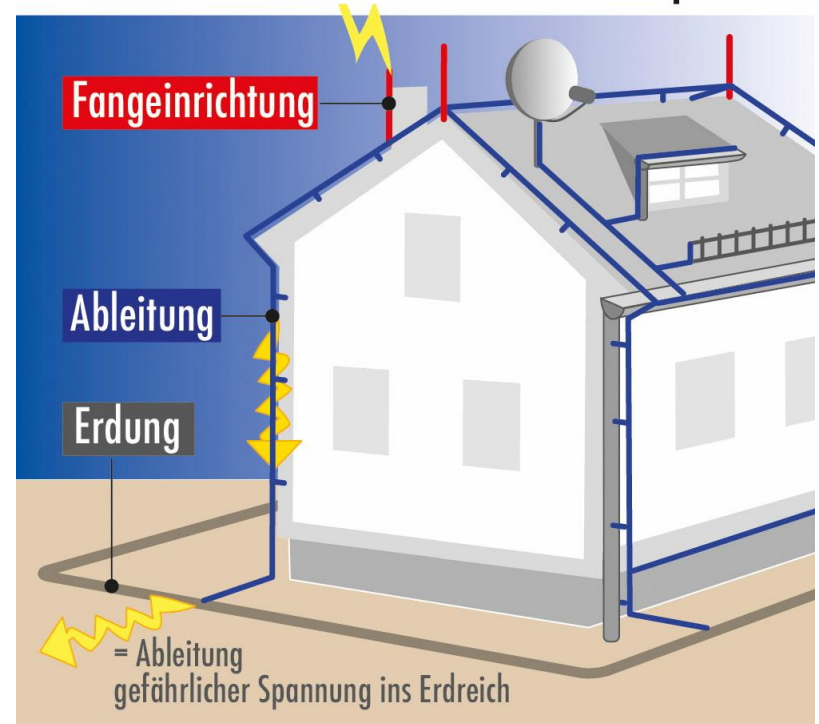 Fangeinrichtung
Ableitung
Erdung
= Ableitung
gefährlicher Spannung ins Erdreich